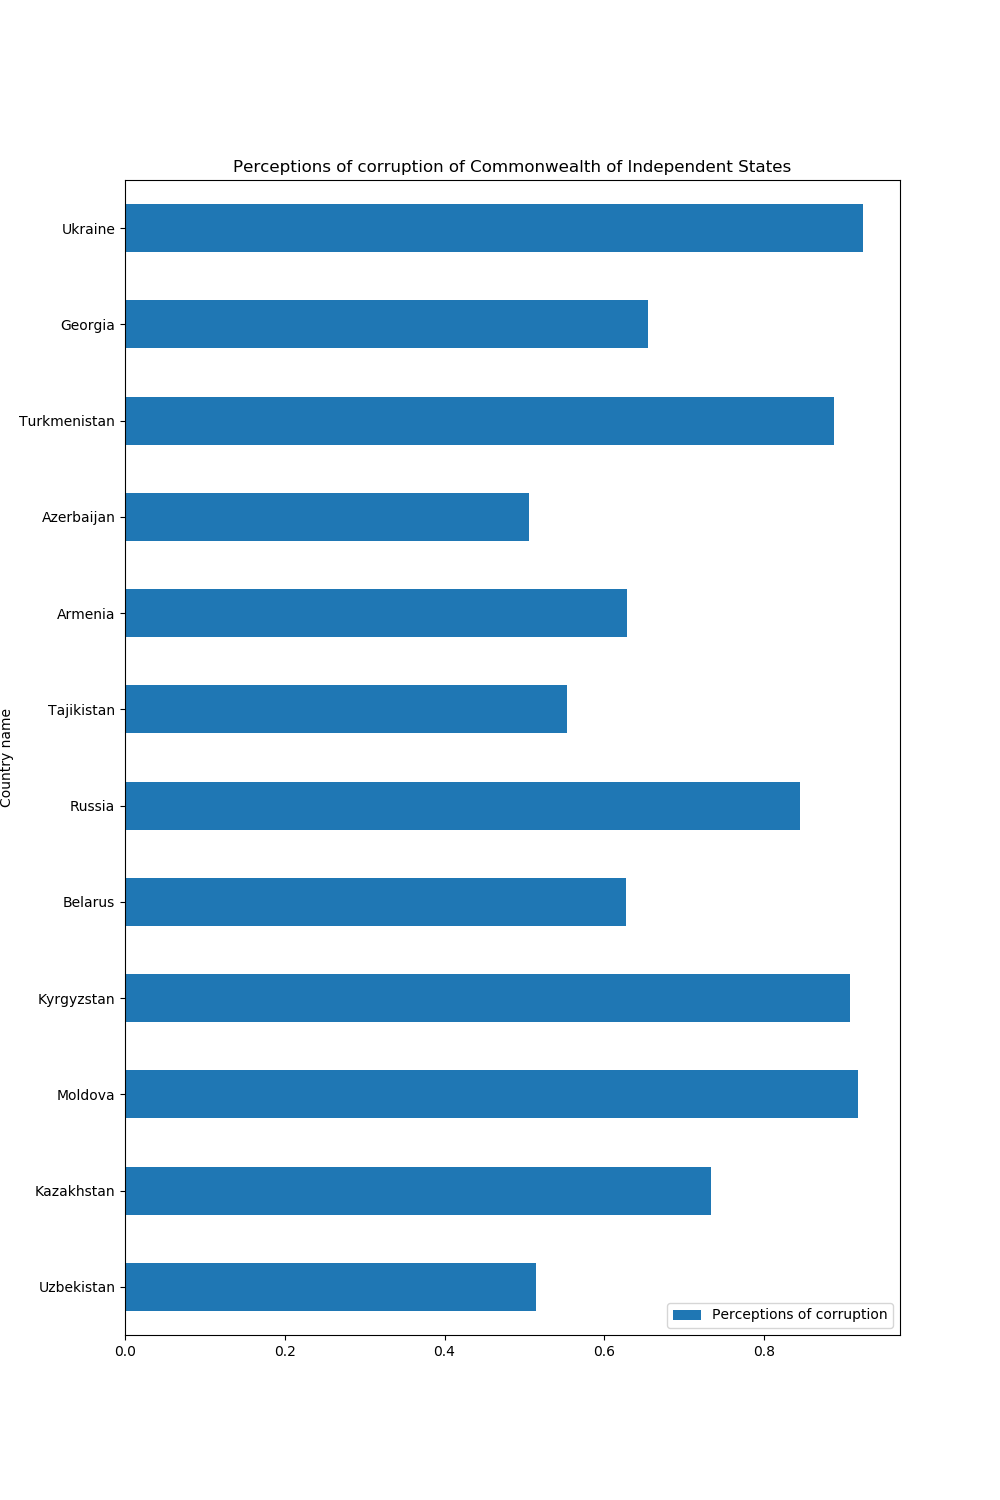 Perceptions of corruption of Commonwealth of Independent States
Ukraine
Georgia
Turkmenistan
Azerbaijan
Armenia
Tajikistan
Country name
Russia
Belarus
Kyrgyzstan
Moldova
Kazakhstan
Uzbekistan
Perceptions of corruption
0.0 0.2 0.4 0.6 0.8